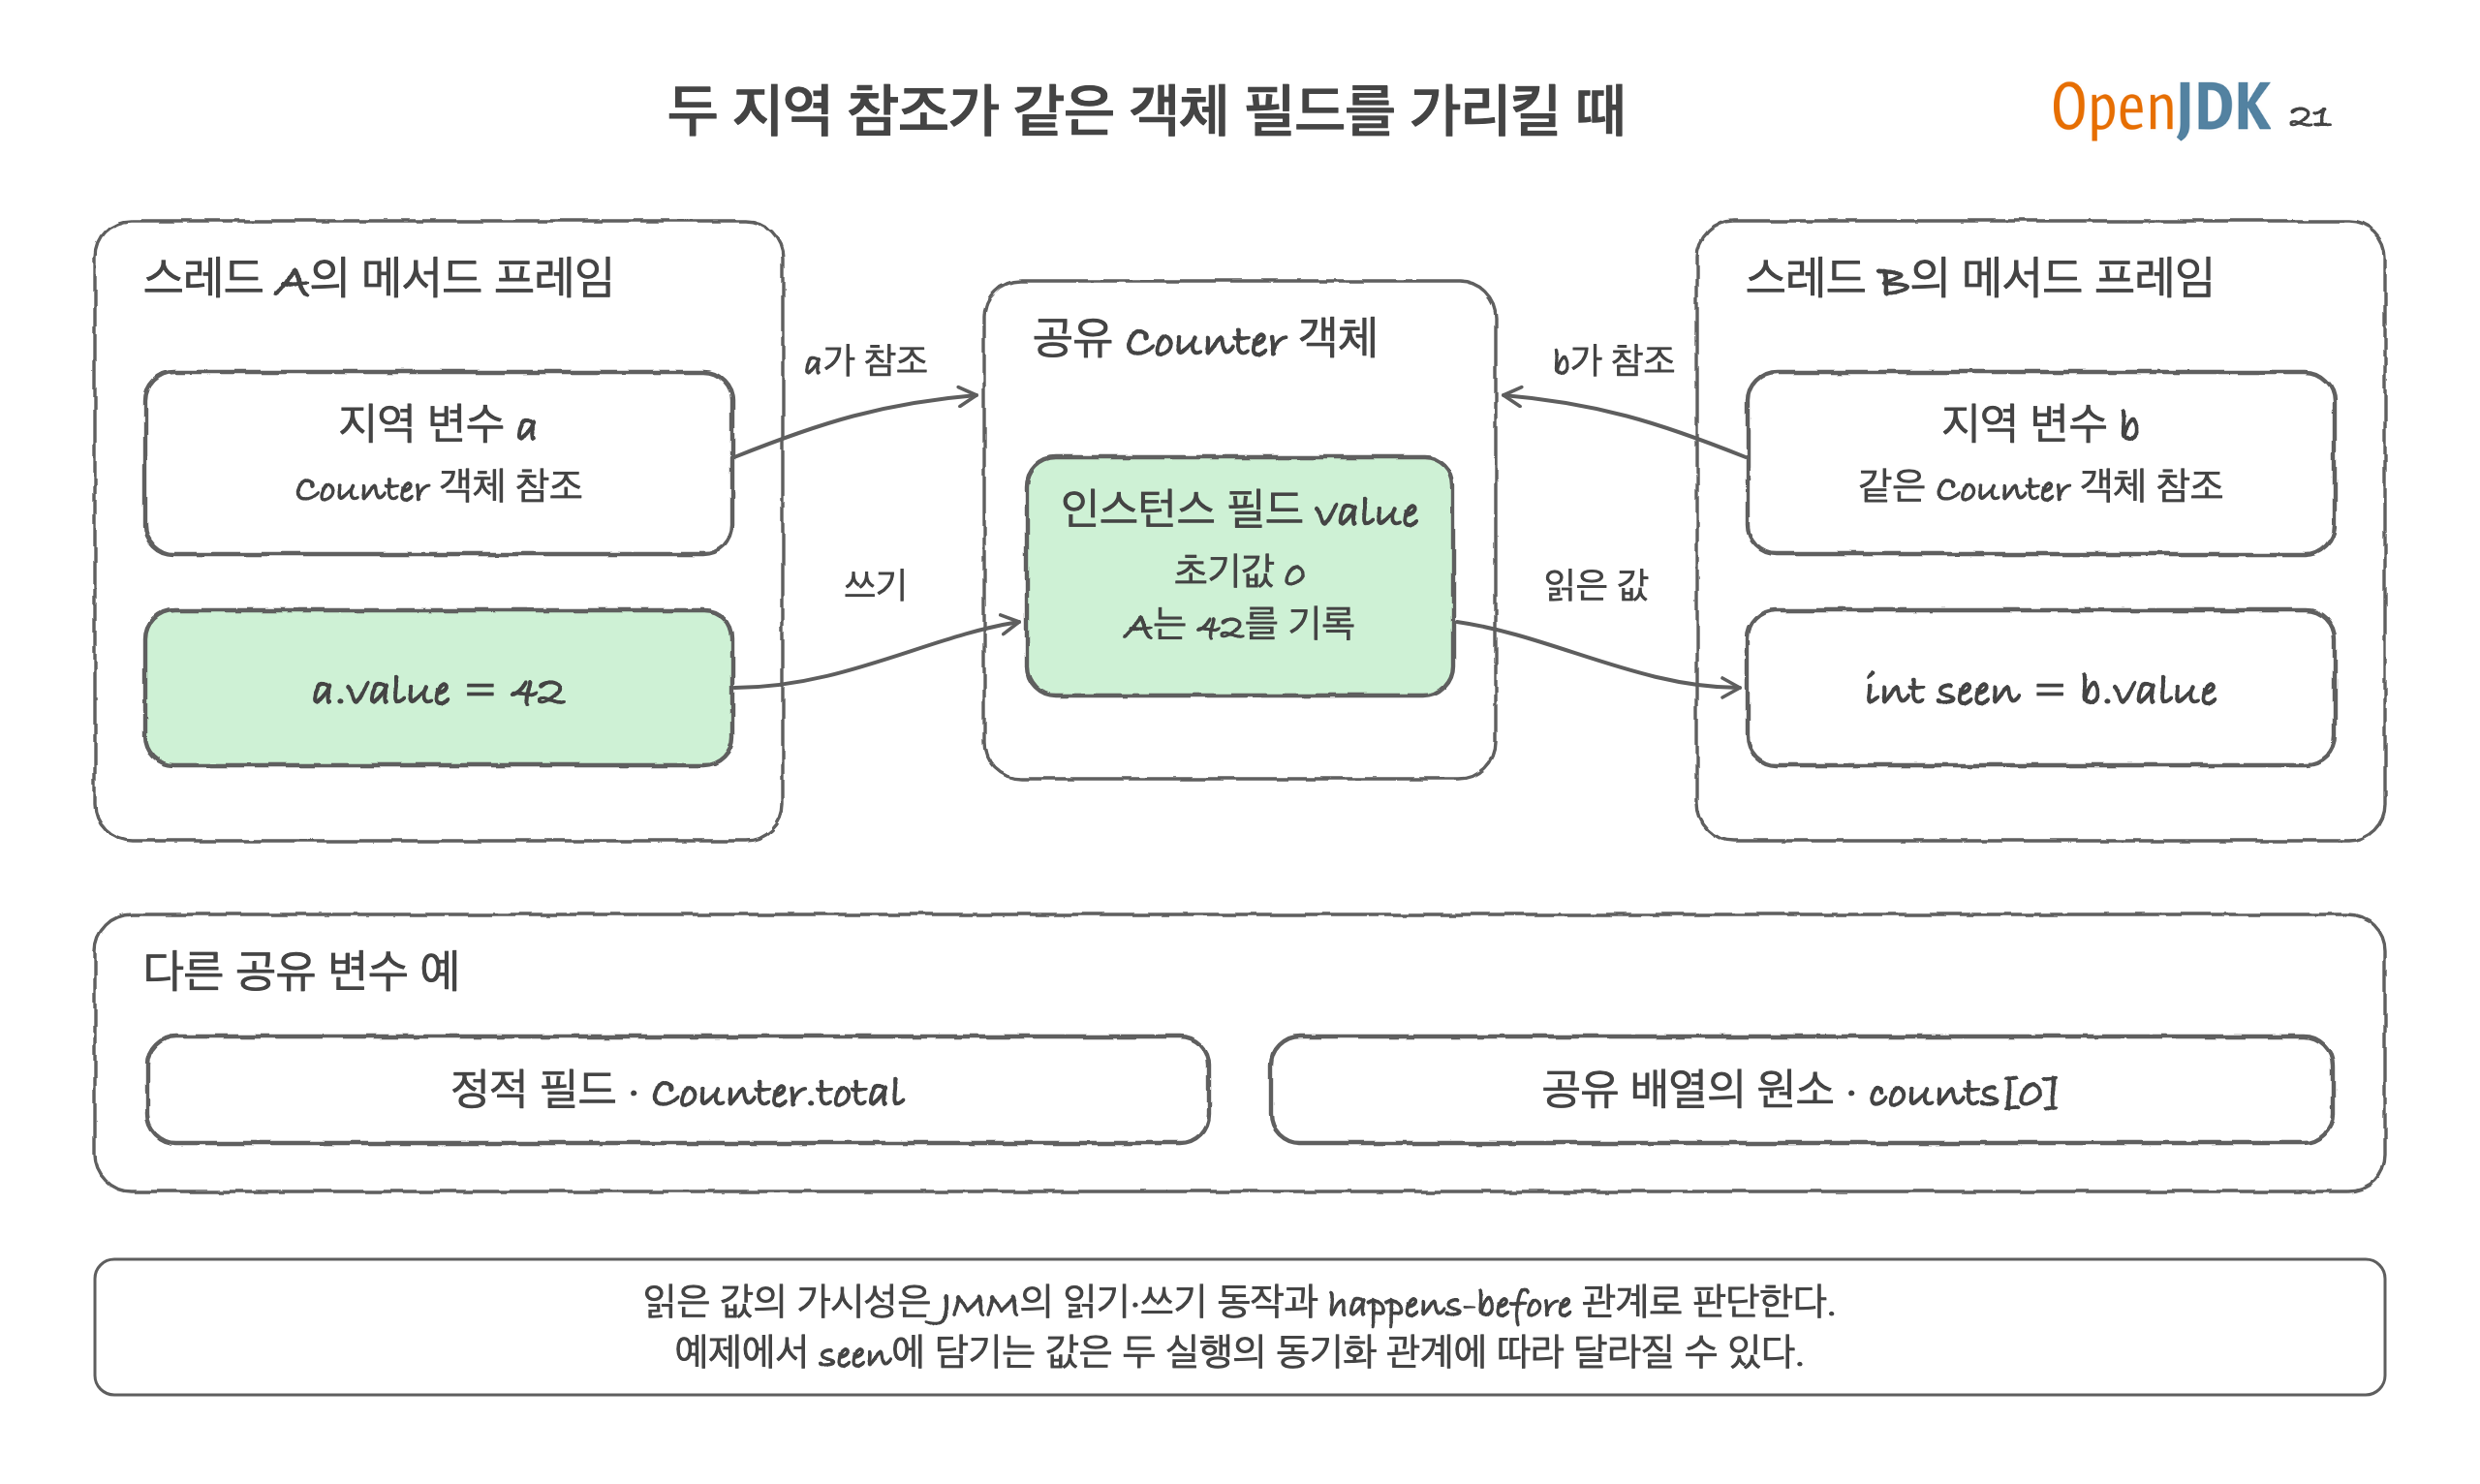 두 지역 참조가 같은 객체 필드를 가리킬 때
OpenJDK 21
스레드 A의 메서드 프레임
지역 변수 a
Counter 객체 참조
a.value = 42
a가 참조
쓰기
공유 Counter 객체
인스턴스 필드 value
초기값 0
A는 42를 기록
b가 참조
읽은 값
스레드 B의 메서드 프레임
지역 변수 b
같은 Counter 객체 참조
int seen = b.value
다른 공유 변수 예
정적 필드 · Counter.total
공유 배열의 원소 · counts[0]
읽은 값의 가시성은 JMM의 읽기·쓰기 동작과 happens-before 관계로 판단한다.
예제에서 seen에 담기는 값은 두 실행의 동기화 관계에 따라 달라질 수 있다.